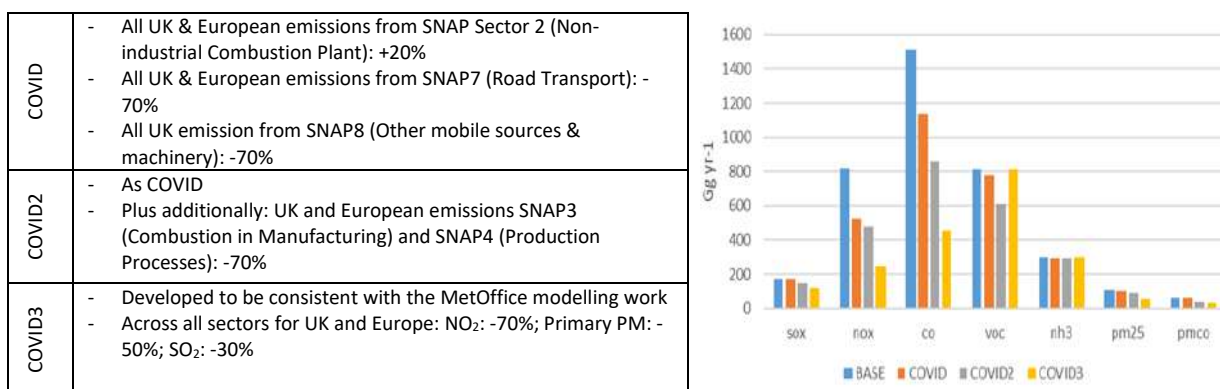 COVID
- All UK & European emissions from SNAP Sector 2 (Non-
industrial Combustion Plant): +20%
- All UK & European emissions from SNAP7 (Road Transport): -
70%
- All UK emission from SNAP8 (Other mobile sources &
machinery): -70%
COVID2
- As COVID
- Plus additionally: UK and European emissions SNAP3
(Combustion in Manufacturing) and SNAP4 (Production
Processes): -70%
COVID3
- Developed to be consistent with the MetOffice modelling work
- Across all sectors for UK and Europe: NO₂: -70%; Primary PM: -
50%; SO₂: -30%
Gg yr-1
1600
1400
1200
1000
800
600
400
200
0
sox nox co voc nh3 pm25 pmco
BASE COVID COVID2 COVID3